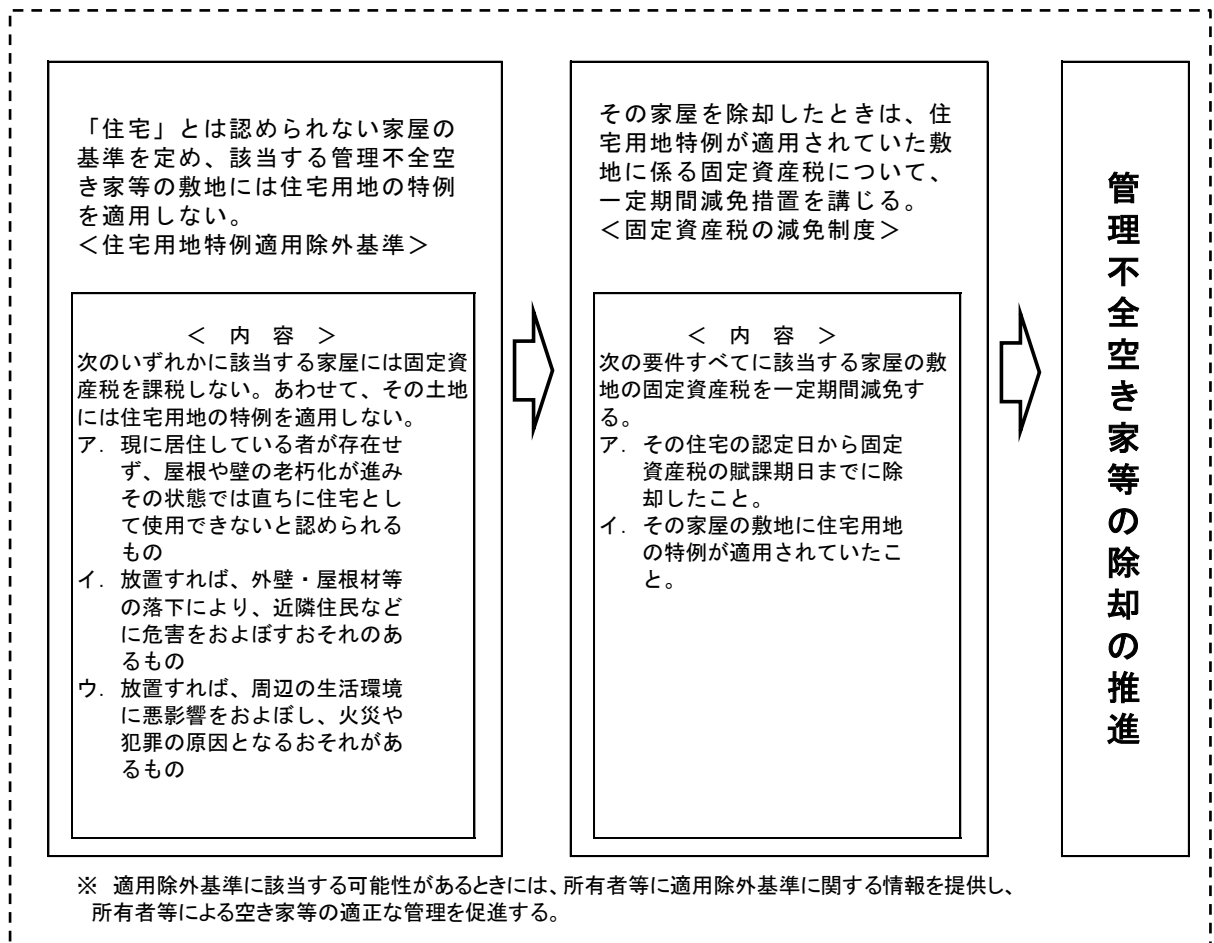 「住宅」とは認められない家屋の
基準を定め、該当する管理不全空
き家等の敷地には住宅用地の特例
を適用しない。
＜住宅用地特例適用除外基準＞
＜ 内 容 ＞
次のいずれかに該当する家屋には固定資
産税を課税しない。あわせて、その土地
には住宅用地の特例を適用しない。
ア．現に居住している者が存在せ
ず、屋根や壁の老朽化が進み
その状態では直ちに住宅とし
て使用できないと認められる
もの
イ．放置すれば、外壁・屋根材等
の落下により、近隣住民など
に危害をおよぼすおそれのあ
るもの
ウ．放置すれば、周辺の生活環境
に悪影響をおよぼし、火災や
犯罪の原因となるおそれがあ
るもの
その家屋を除却したときは、住
宅用地特例が適用されていた敷
地に係る固定資産税について、
一定期間減免措置を講じる。
＜固定資産税の減免制度＞
＜ 内 容 ＞
次の要件すべてに該当する家屋の敷
地の固定資産税を一定期間減免す
る。
ア．その住宅の認定日から固定
資産税の賦課期日までに除
却したこと。
イ．その家屋の敷地に住宅用地
の特例が適用されていたこ
と。
管理不全空き家等の除却の推進
※ 適用除外基準に該当する可能性があるときには、所有者等に適用除外基準に関する情報を提供し、
所有者等による空き家等の適正な管理を促進する。